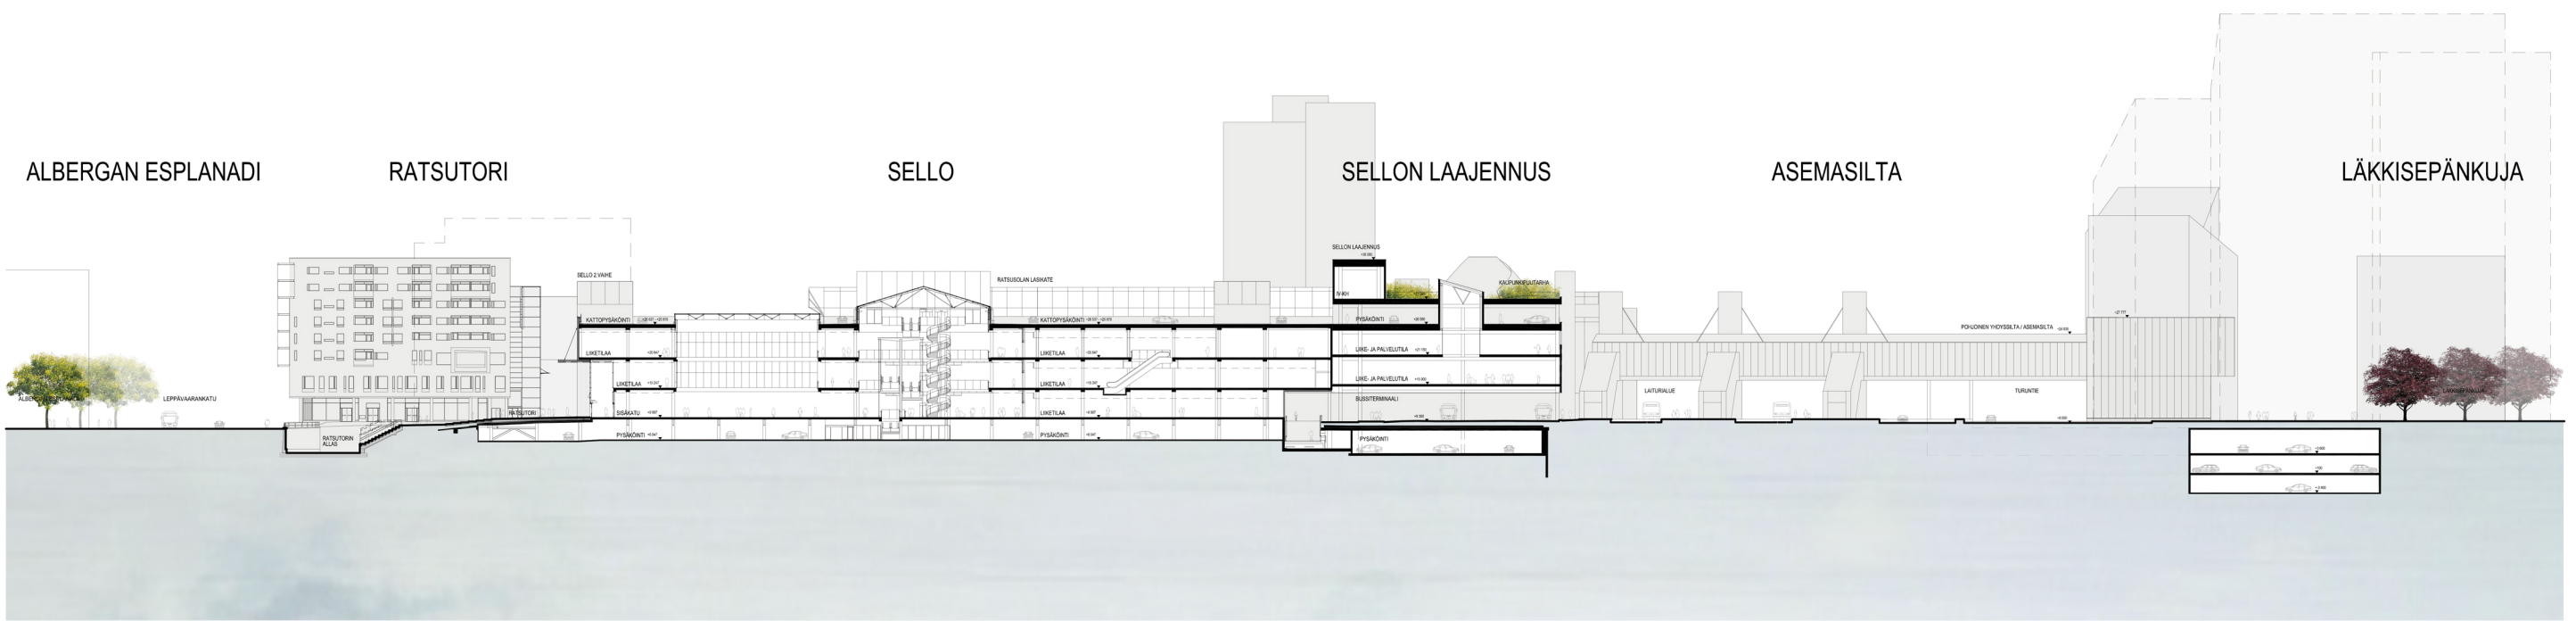 ALBERGAN ESPLANADI
RATSUTORI
SELLO
SELLON LAAJENNUS
ASEMASILTA
LÄKKISEPÄNKUJA
SELLON LAAJENNUS
SELLO 2.VAIHE
RATSUSOLAN LASIKATE
KAUPUNKIPUUTARHA
KATTOPYSÄKÖINTI
KATTOPYSÄKÖINTI
PYSÄKÖINTI
POHJOINEN YHDYSSILTA / ASEMASILTA
LIIKETILAA
LIIKETILAA
LIIKE- JA PALVELUTILA
LIIKETILAA
LIIKETILAA
LIIKE- JA PALVELUTILA
LAITURIALUE
TURUNTIE
LEPPÄVAARANKATU
BUSSITERMINAALI
RATSUTORI
SISÄKATU
LIIKETILAA
RATSUTORIN
ALLAS
PYSÄKÖINTI
PYSÄKÖINTI
PYSÄKÖINTI